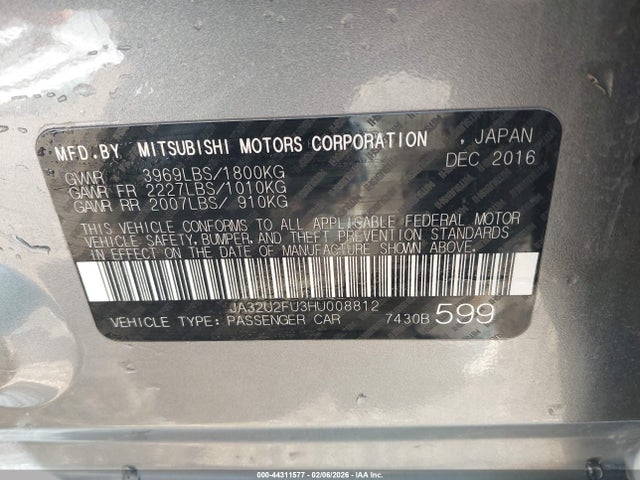 MFD.BY MITSUBISHI MOTORS CORPORATION , JAPAN
DEC 2016
GVWR 3969LBS/1800KG
GAWR FR 2227LBS/1010KG
GAWR RR 2007LBS/ 910KG
THIS VEHICLE CONFORMS TO ALL APPLICABLE FEDERAL MOTOR
VEHICLE SAFETY, BUMPER, AND THEFT PREVENTION STANDARDS
IN EFFECT ON THE DATE OF MANUFACTURE SHOWN ABOVE.
JA32U2FU3HU008812
VEHICLE TYPE: PASSENGER CAR 7430B 599
000-44311577 - 02/06/2026 - © IAA Inc.